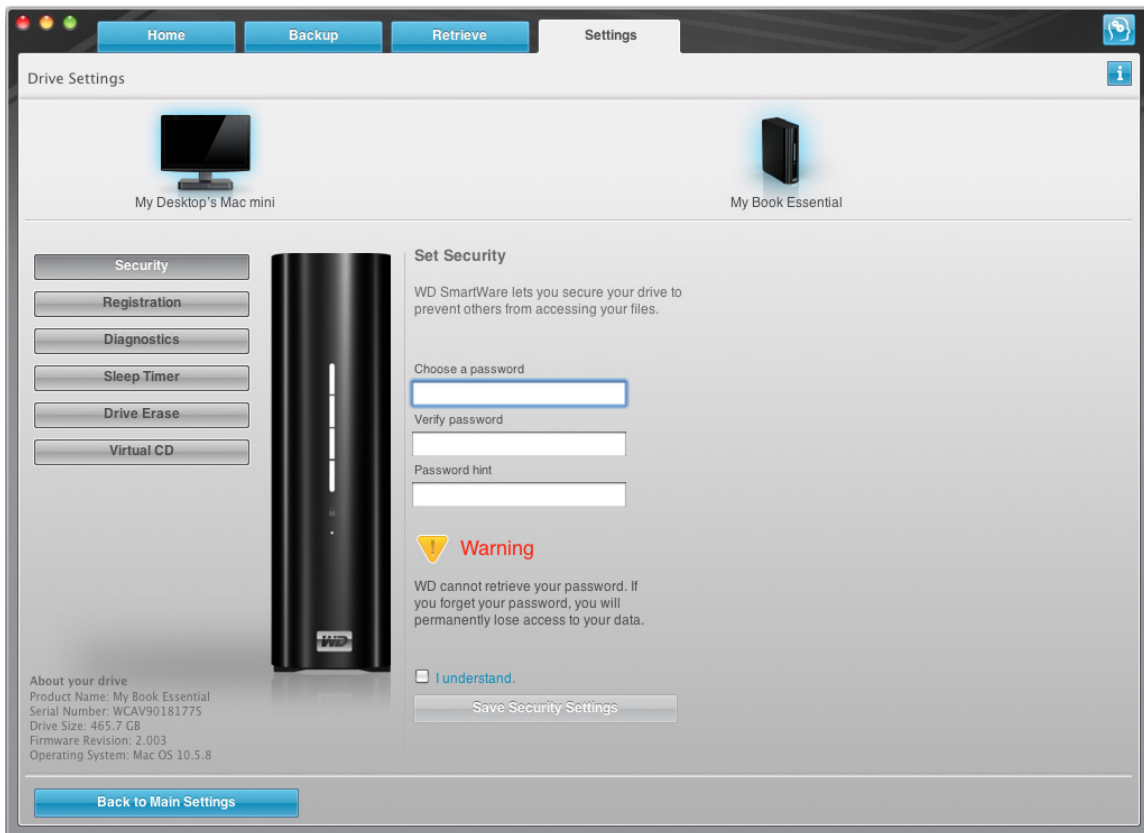 Home
Backup
Retrieve
Settings
Drive Settings
i
My Desktop's Mac mini
My Book Essential
Security
Registration
Diagnostics
Sleep Timer
Drive Erase
Virtual CD
WD
About your drive
Product Name: My Book Essential
Serial Number: WCAV90181775
Drive Size: 465.7 GB
Firmware Revision: 2.003
Operating System: Mac OS 10.5.8
Set Security
WD SmartWare lets you secure your drive to
prevent others from accessing your files.
Choose a password
Verify password
Password hint
! Warning
WD cannot retrieve your password. If
you forget your password, you will
permanently lose access to your data.
I understand.
Save Security Settings
Back to Main Settings